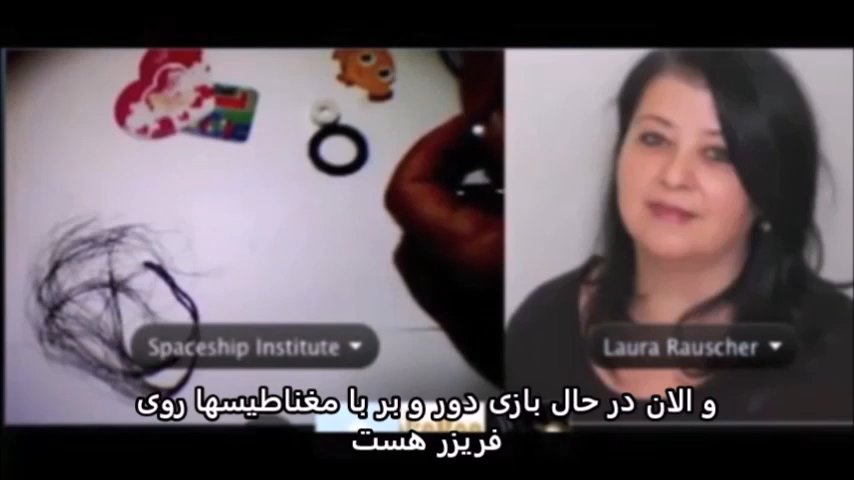 Spaceship Institute
Laura Rauscher
و الان در حال بازی دور و بر با مغناطیسها روی
فریزر هست